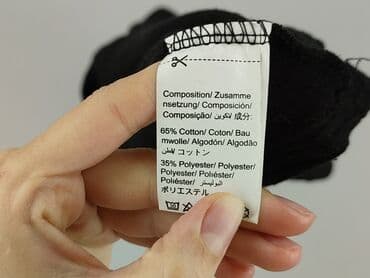 Composition/ Zusamme
nsetzung/ Composición/
Composição/ تكوين/ 成分:
65% Cotton/ Coton/ Bau
mwolle/ Algodón/ Algodão
قطن/ コットン
35% Polyester/ Polyester/
Polyester/ Poliéster/
Poliéster/ البوليستر/
ポリエステル